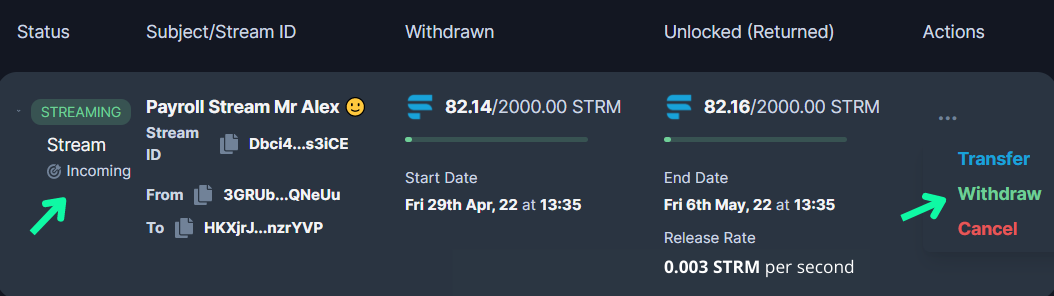 Status Subject/Stream ID Withdrawn Unlocked (Returned) Actions
STREAMING Payroll Stream Mr Alex 🙂 82.14/2000.00 STRM 82.16/2000.00 STRM ...
Stream
Incoming
Stream ID Dbci4...s3iCE
From 3GRUb...QNeUu
To HKXjrJ...nzrYVP
Start Date
Fri 29th Apr, 22 at 13:35
End Date
Fri 6th May, 22 at 13:35
Release Rate
0.003 STRM per second
Transfer
Withdraw
Cancel